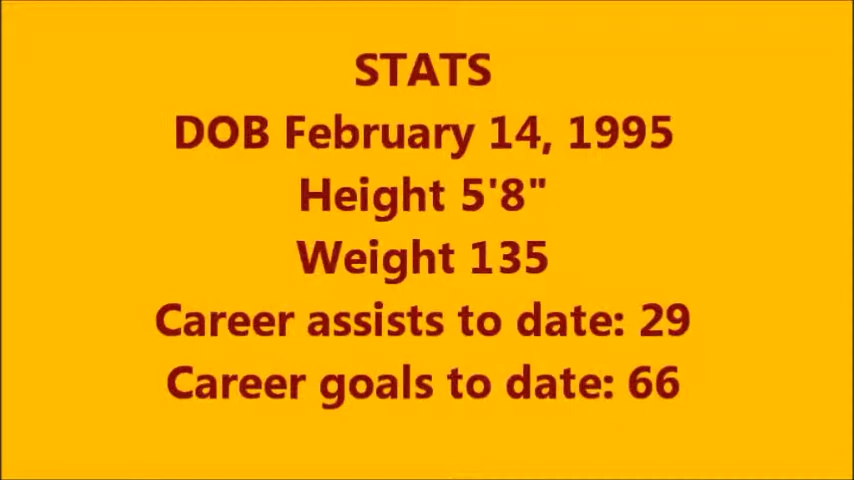 STATS
DOB February 14, 1995
Height 5'8"
Weight 135
Career assists to date: 29
Career goals to date: 66